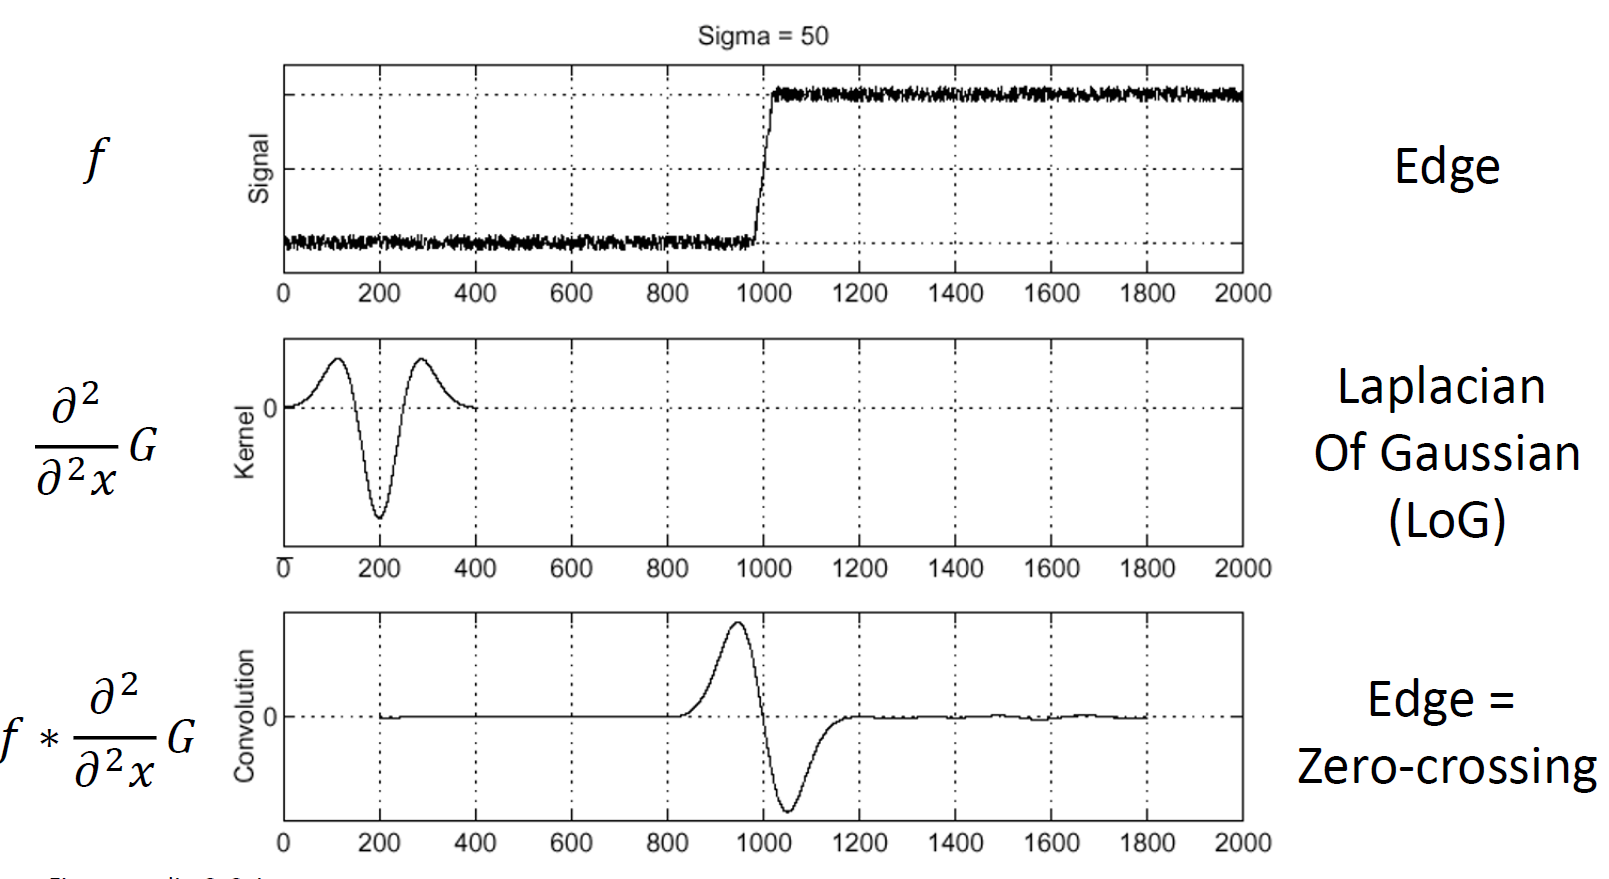 Sigma = 50
f
Signal
Edge
0 200 400 600 800 1000 1200 1400 1600 1800 2000
∂²
∂²x
G
0
Kernel
Laplacian
Of Gaussian
(LoG)
0 200 400 600 800 1000 1200 1400 1600 1800 2000
f * ∂²
∂²x
G
0
Convolution
Edge =
Zero-crossing
0 200 400 600 800 1000 1200 1400 1600 1800 2000